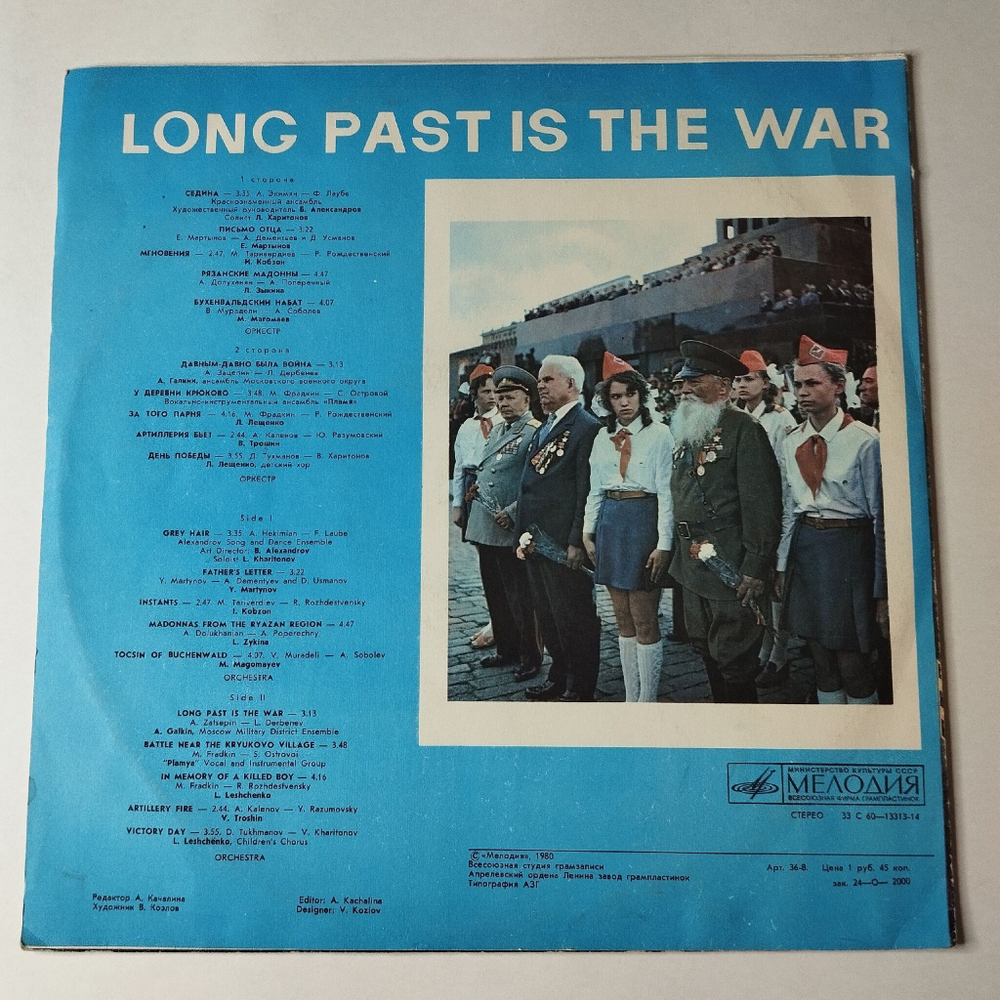 LONG PAST IS THE WAR
1 сторона
СЕДИНА — 3.35. А. Экимян — Ф. Лаубе
Краснознаменный ансамбль
Художественный руководитель Б. Александров
Солист Л. Харитонов
ПИСЬМО ОТЦА — 3.22
Е. Мартынов — А. Дементьев и Д. Усманов
Е. Мартынов
МГНОВЕНИЯ — 2.47. М. Таривердиев — Р. Рождественский
И. Кобзон
РЯЗАНСКИЕ МАДОННЫ — 4.47
А. Долуханян — А. Поперечный
Л. Зыкина
БУХЕНВАЛЬДСКИЙ НАБАТ — 4.07
В. Мурадели — А. Соболев
М. Магомаев
ОРКЕСТР
2 сторона
ДАВНЫМ-ДАВНО БЫЛА ВОЙНА — 3.13
А. Зацепин — Л. Дербенев
А. Галкин, ансамбль Московского военного округа
У ДЕРЕВНИ КРЮКОВО — 3.48. М. Фрадкин — С. Островой
Вокально-инструментальный ансамбль «Пламя»
ЗА ТОГО ПАРНЯ — 4.16. М. Фрадкин — Р. Рождественский
Л. Лещенко
АРТИЛЛЕРИЯ БЬЕТ — 2.44. А. Каленов — Ю. Разумовский
В. Трошин
ДЕНЬ ПОБЕДЫ — 3.55. Д. Тухманов — В. Харитонов
Л. Лещенко, детский хор
ОРКЕСТР
Side I
GREY HAIR — 3.35. A. Hekimian — F. Laube
Alexandrov Song and Dance Ensemble
Art Director: B. Alexandrov
Soloist L. Kharitonov
FATHER'S LETTER — 3.22
Y. Martynov — A. Dementyev and D. Usmanov
Y. Martynov
INSTANTS — 2.47. M. Tariverdiev — R. Rozhdestvensky
I. Kobzon
MADONNAS FROM THE RYAZAN REGION — 4.47
A. Dolukhanian — A. Poperechny
L. Zykina
TOCSIN OF BUCHENWALD — 4.07. V. Muradeli — A. Sobolev
M. Magomayev
ORCHESTRA
Side II
LONG PAST IS THE WAR — 3.13
A. Zatsepin — L. Derbenev
A. Galkin, Moscow Military District Ensemble
BATTLE NEAR THE KRYUKOVO VILLAGE — 3.48
M. Fradkin — S. Ostrovoi
"Plamya" Vocal and Instrumental Group
IN MEMORY OF A KILLED BOY — 4.16
M. Fradkin — R. Rozhdestvensky
L. Leshchenko
ARTILLERY FIRE — 2.44. A. Kalenov — Y. Razumovsky
V. Troshin
VICTORY DAY — 3.55. D. Tukhmanov — V. Kharitonov
L. Leshchenko, Children's Chorus
ORCHESTRA
МИНИСТЕРСТВО КУЛЬТУРЫ СССР
МЕЛОДИЯ
ВСЕСОЮЗНАЯ ФИРМА ГРАМПЛАСТИНОК
СТЕРЕО 33 С 60—13313-14
© «Мелодия», 1980
Всесоюзная студия грамзаписи
Апрелевский ордена Ленина завод грампластинок
Типография АЗГ
Арт. 36-8. Цена 1 руб. 45 коп.
зак. 24—О— 2000
Редактор А. Качалина
Художник В. Козлов
Editor: A. Kachalina
Designer: V. Kozlov